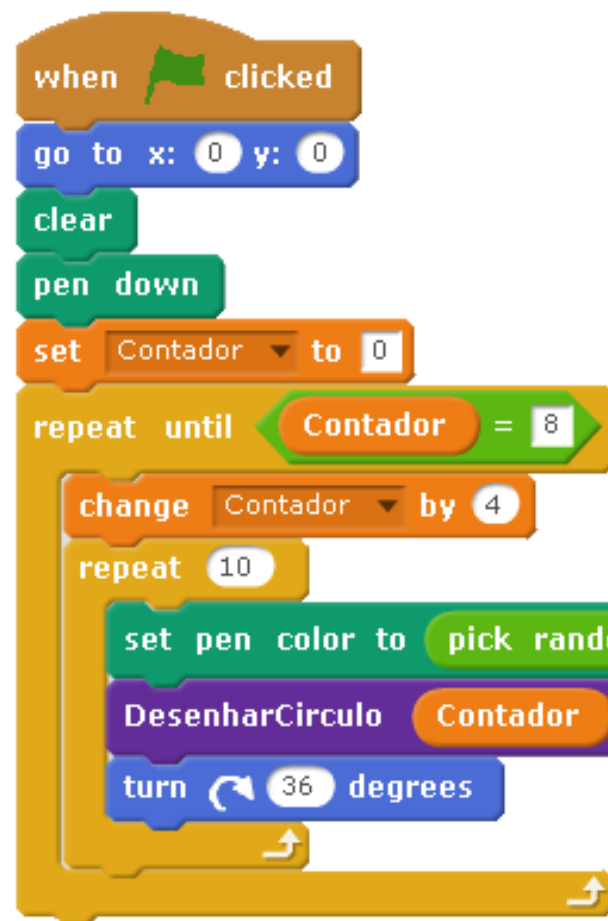 when clicked
go to x: 0 y: 0
clear
pen down
set Contador to 0
repeat until Contador = 8
change Contador by 4
repeat 10
set pen color to pick
DesenharCirculo Contador
turn 36 degrees